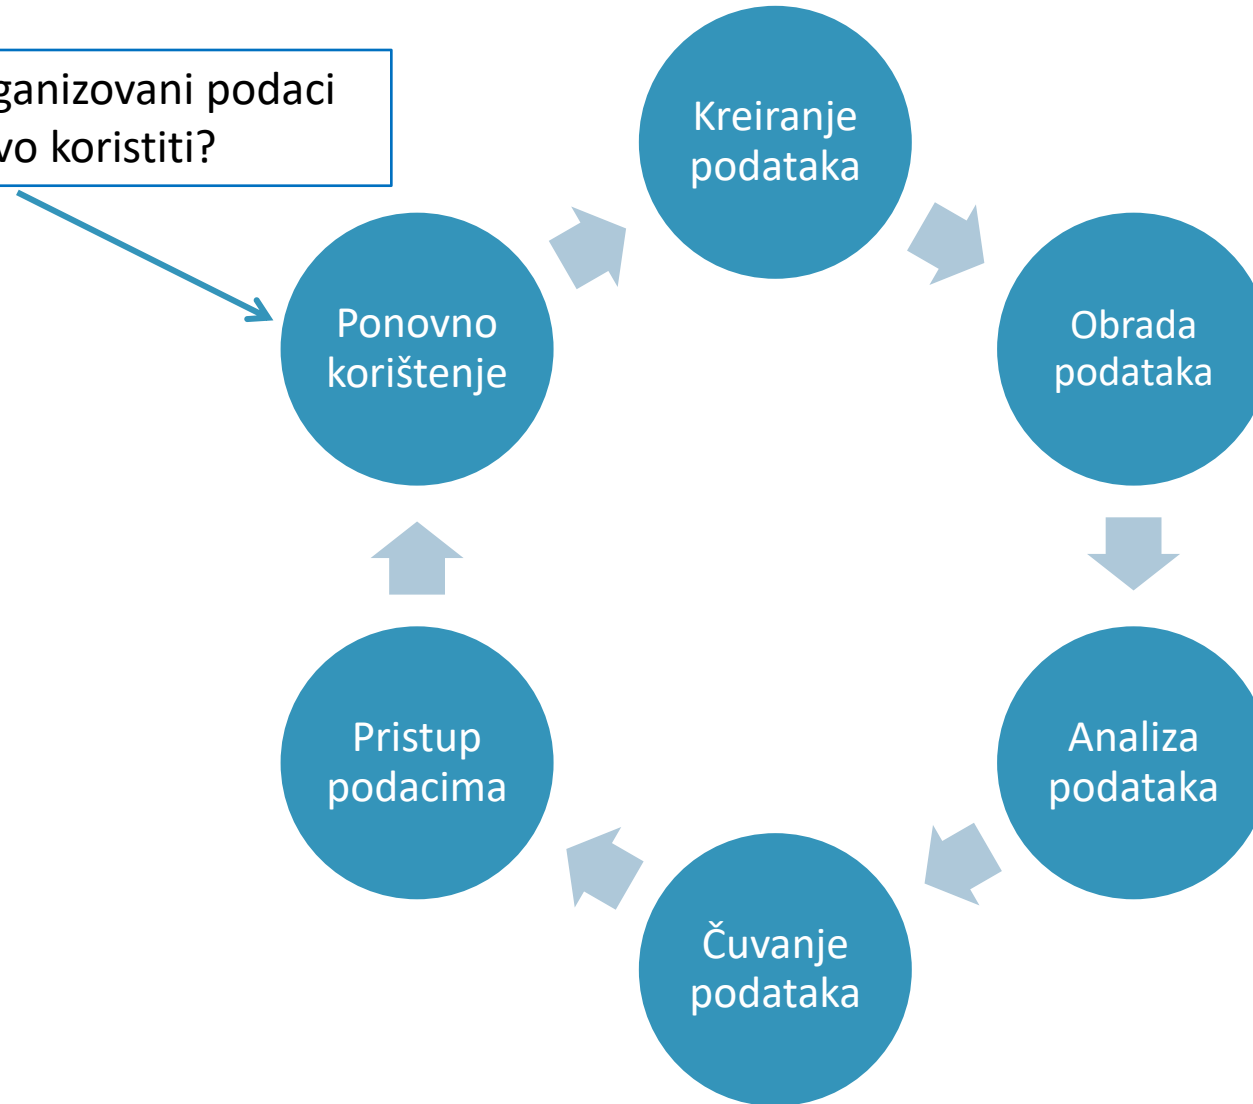 ganizovani podaci
vo koristiti?
Kreiranje
podataka
Obrada
podataka
Analiza
podataka
Čuvanje
podataka
Pristup
podacima
Ponovno
korištenje